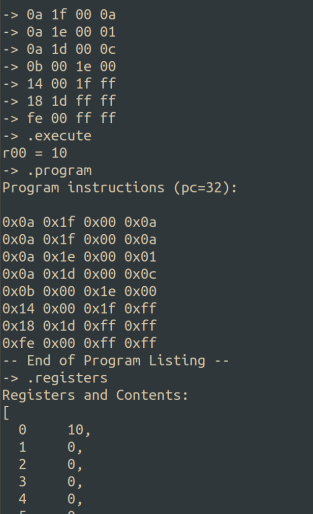 -> 0a 1f 00 0a
-> 0a 1e 00 01
-> 0a 1d 00 0c
-> 0b 00 1e 00
-> 14 00 1f ff
-> 18 1d ff ff
-> fe 00 ff ff
-> .execute
r00 = 10
-> .program
Program instructions (pc=32):

0x0a 0x1f 0x00 0x0a
0x0a 0x1f 0x00 0x0a
0x0a 0x1e 0x00 0x01
0x0a 0x1d 0x00 0x0c
0x0b 0x00 0x1e 0x00
0x14 0x00 0x1f 0xff
0x18 0x1d 0xff 0xff
0xfe 0x00 0xff 0xff
-- End of Program Listing --
-> .registers
Registers and Contents:
[
  0     10,
  1     0,
  2     0,
  3     0,
  4     0,